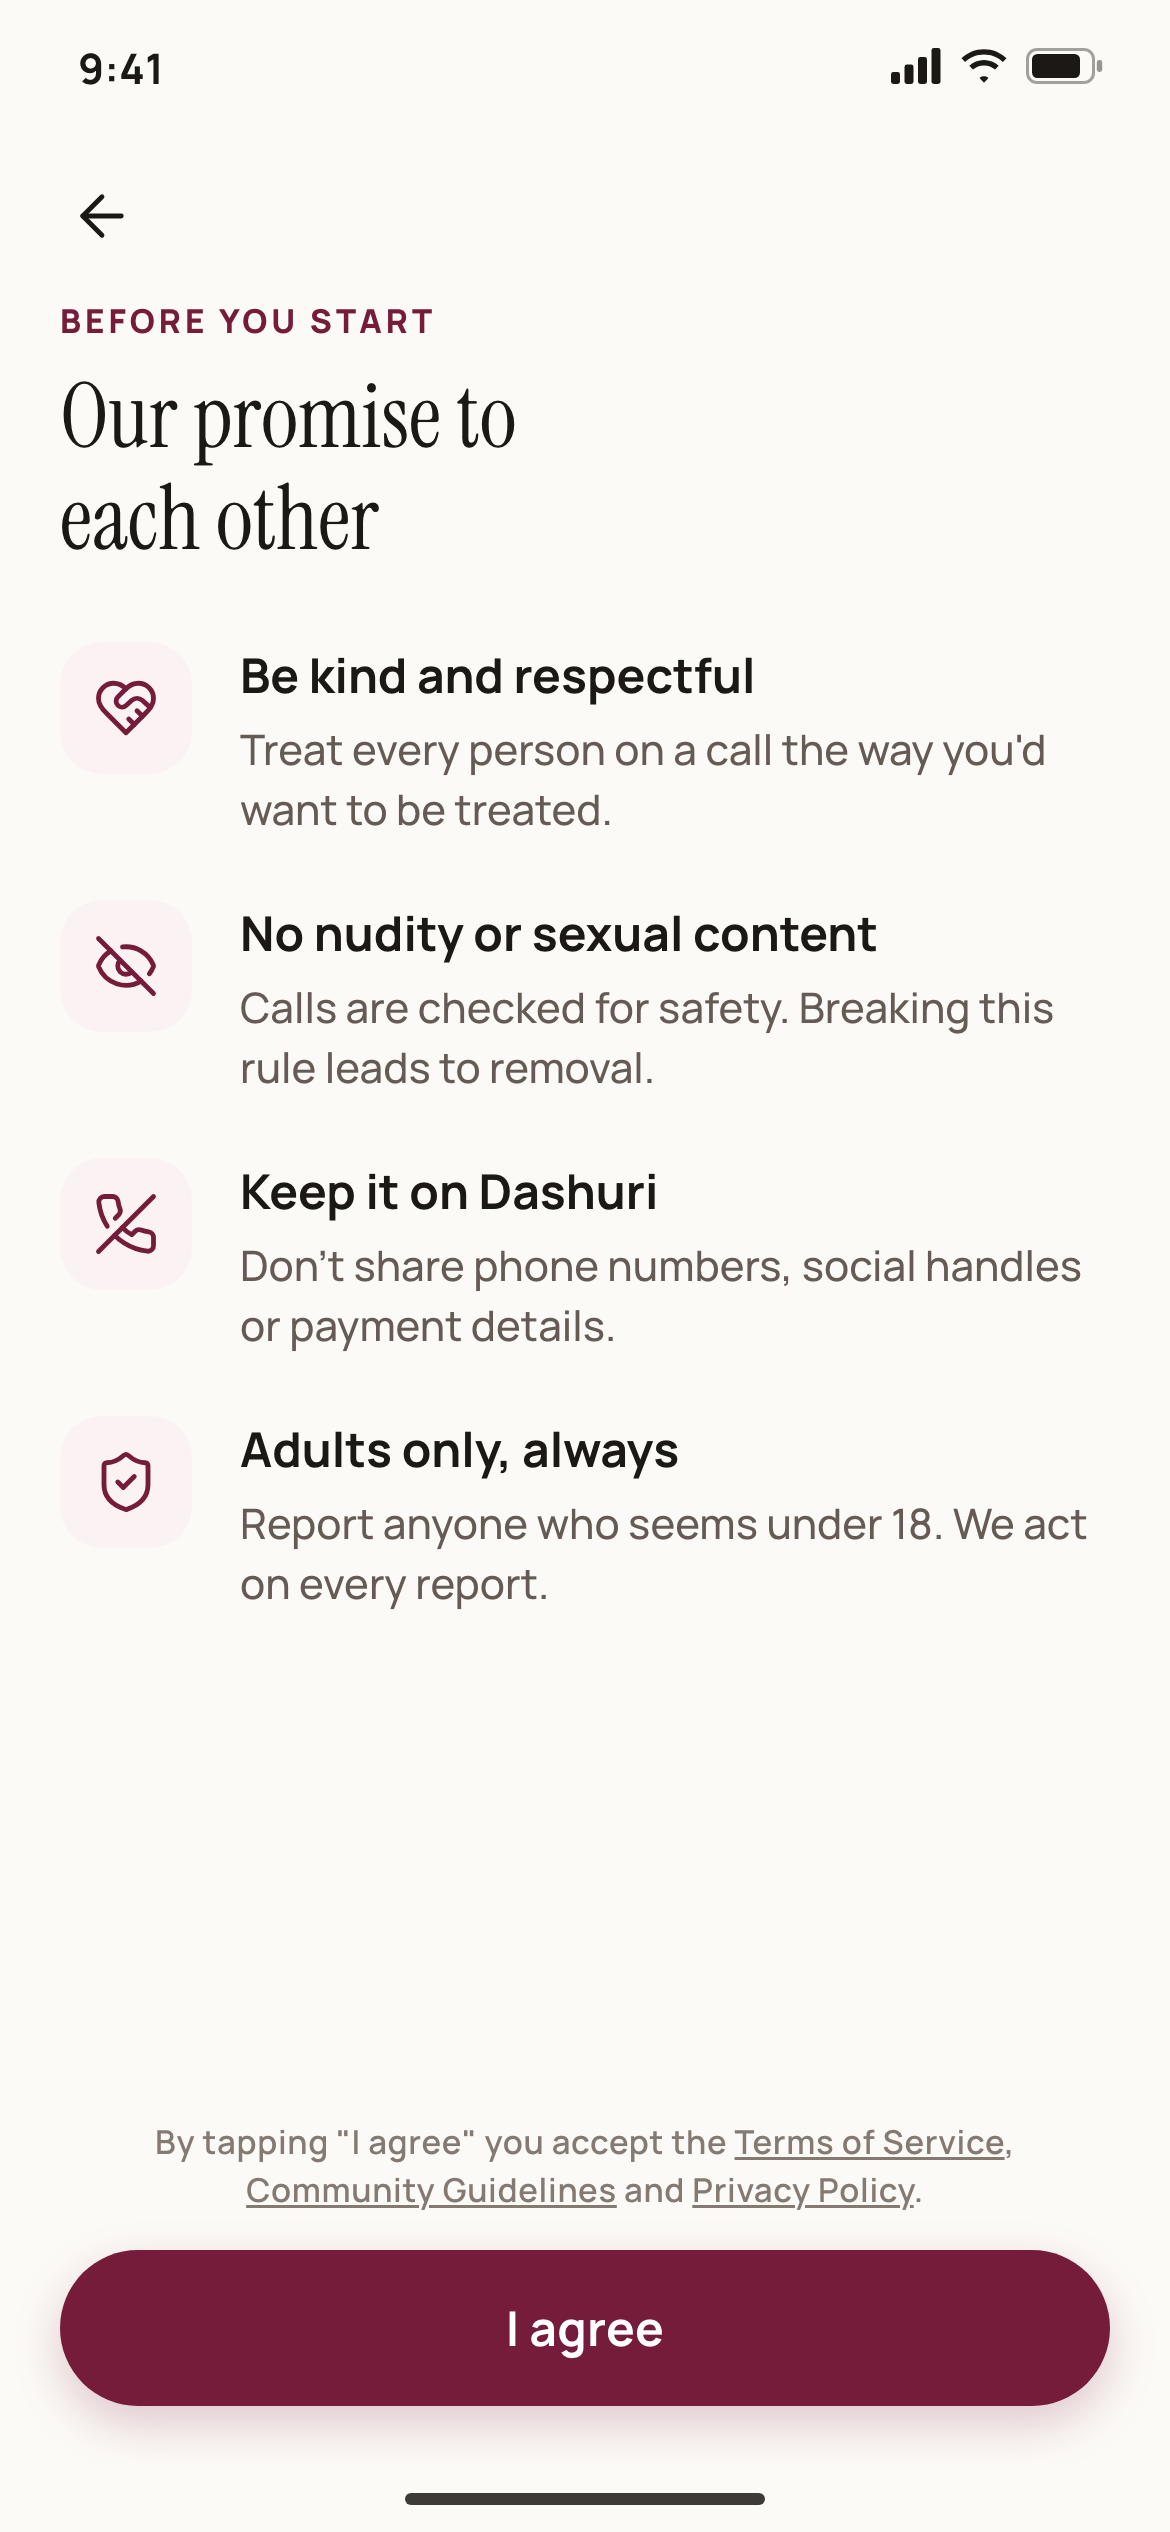 9:41
BEFORE YOU START
Our promise to
each other
Be kind and respectful
Treat every person on a call the way you'd
want to be treated.
No nudity or sexual content
Calls are checked for safety. Breaking this
rule leads to removal.
Keep it on Dashuri
Don’t share phone numbers, social handles
or payment details.
Adults only, always
Report anyone who seems under 18. We act
on every report.
By tapping "I agree" you accept the Terms of Service,
Community Guidelines and Privacy Policy.
I agree